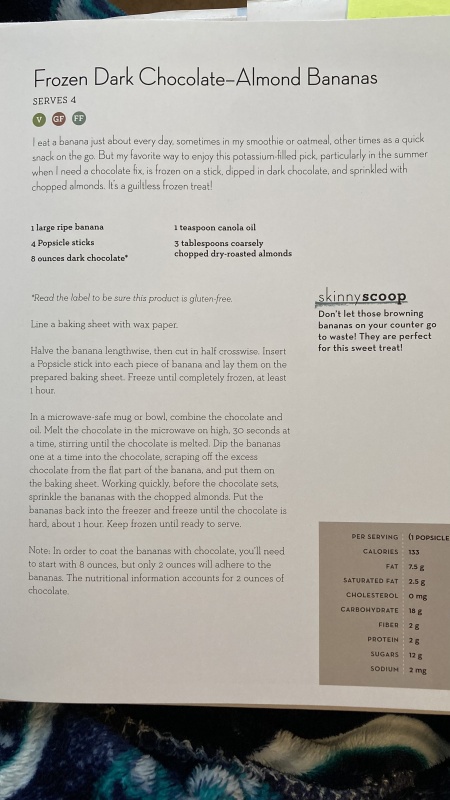 Frozen Dark Chocolate–Almond Bananas
SERVES 4
V GF FF
I eat a banana just about every day, sometimes in my smoothie or oatmeal, other times as a quick
snack on the go. But my favorite way to enjoy this potassium-filled pick, particularly in the summer
when I need a chocolate fix, is frozen on a stick, dipped in dark chocolate, and sprinkled with
chopped almonds. It's a guiltless frozen treat!
1 large ripe banana
4 Popsicle sticks
8 ounces dark chocolate*
1 teaspoon canola oil
3 tablespoons coarsely
chopped dry-roasted almonds
*Read the label to be sure this product is gluten-free.
Line a baking sheet with wax paper.
Halve the banana lengthwise, then cut in half crosswise. Insert
a Popsicle stick into each piece of banana and lay them on the
prepared baking sheet. Freeze until completely frozen, at least
1 hour.
In a microwave-safe mug or bowl, combine the chocolate and
oil. Melt the chocolate in the microwave on high, 30 seconds at
a time, stirring until the chocolate is melted. Dip the bananas
one at a time into the chocolate, scraping off the excess
chocolate from the flat part of the banana, and put them on
the baking sheet. Working quickly, before the chocolate sets,
sprinkle the bananas with the chopped almonds. Put the
bananas back into the freezer and freeze until the chocolate is
hard, about 1 hour. Keep frozen until ready to serve.
Note: In order to coat the bananas with chocolate, you'll need
to start with 8 ounces, but only 2 ounces will adhere to the
bananas. The nutritional information accounts for 2 ounces of
chocolate.
skinnyscoop
Don't let those browning
bananas on your counter go
to waste! They are perfect
for this sweet treat!
PER SERVING (1 POPSICLE
CALORIES 133
FAT 7.5 g
SATURATED FAT 2.5 g
CHOLESTEROL 0 mg
CARBOHYDRATE 18 g
FIBER 2 g
PROTEIN 2 g
SUGARS 12 g
SODIUM 2 mg